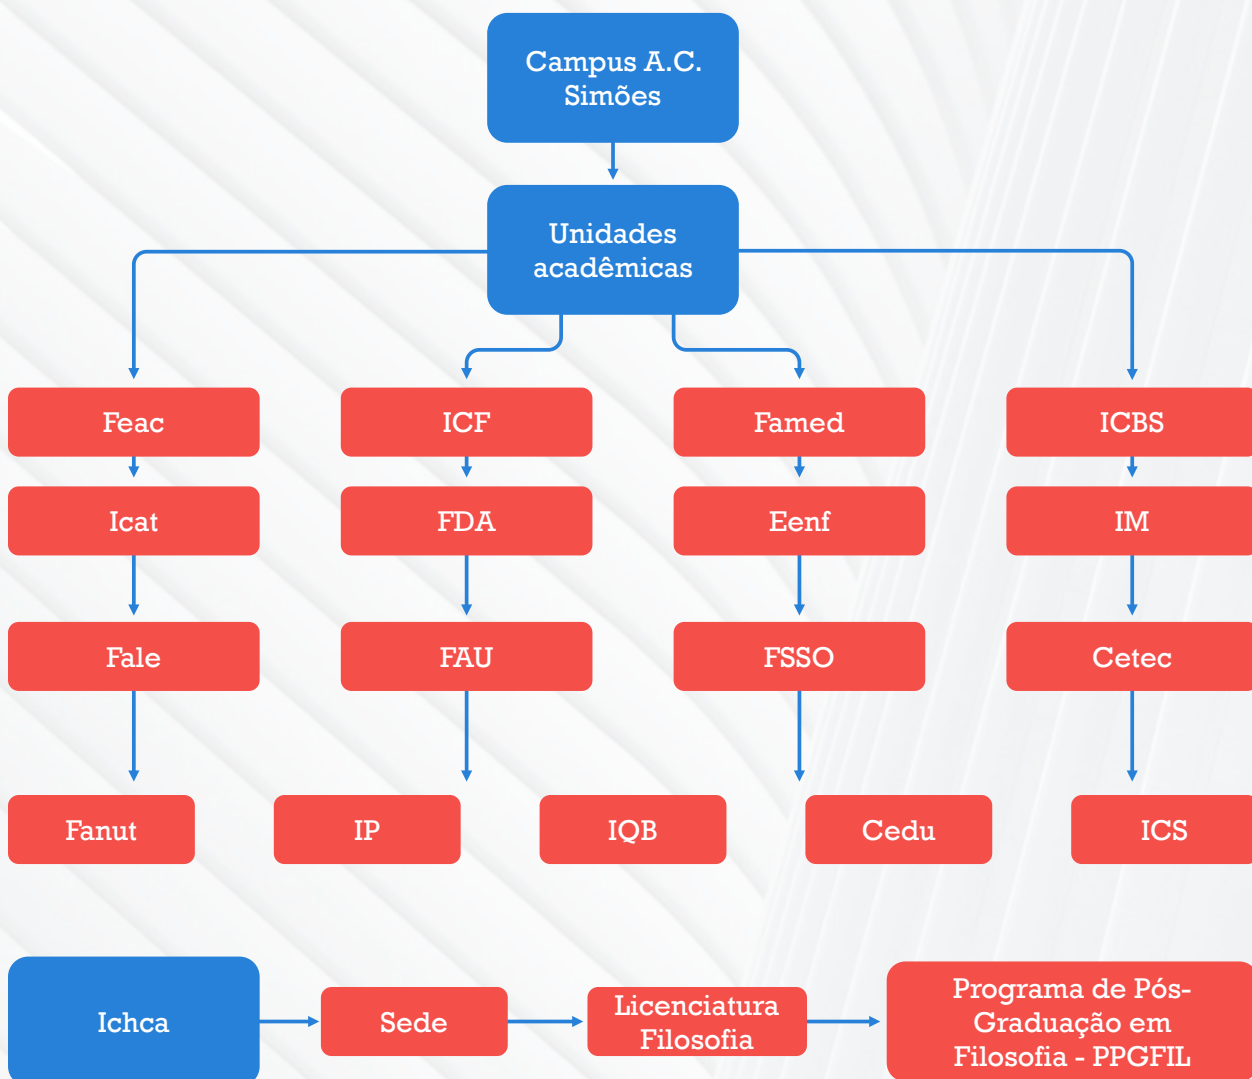 Campus A.C.
Simões
Unidades
acadêmicas
Feac
ICF
Famed
ICBS
Icat
FDA
Eenf
IM
Fale
FAU
FSSO
Cetec
Fanut
IP
IQB
Cedu
ICS
Ichca
Sede
Licenciatura
Filosofia
Programa de Pós-
Graduação em
Filosofia - PPGFIL